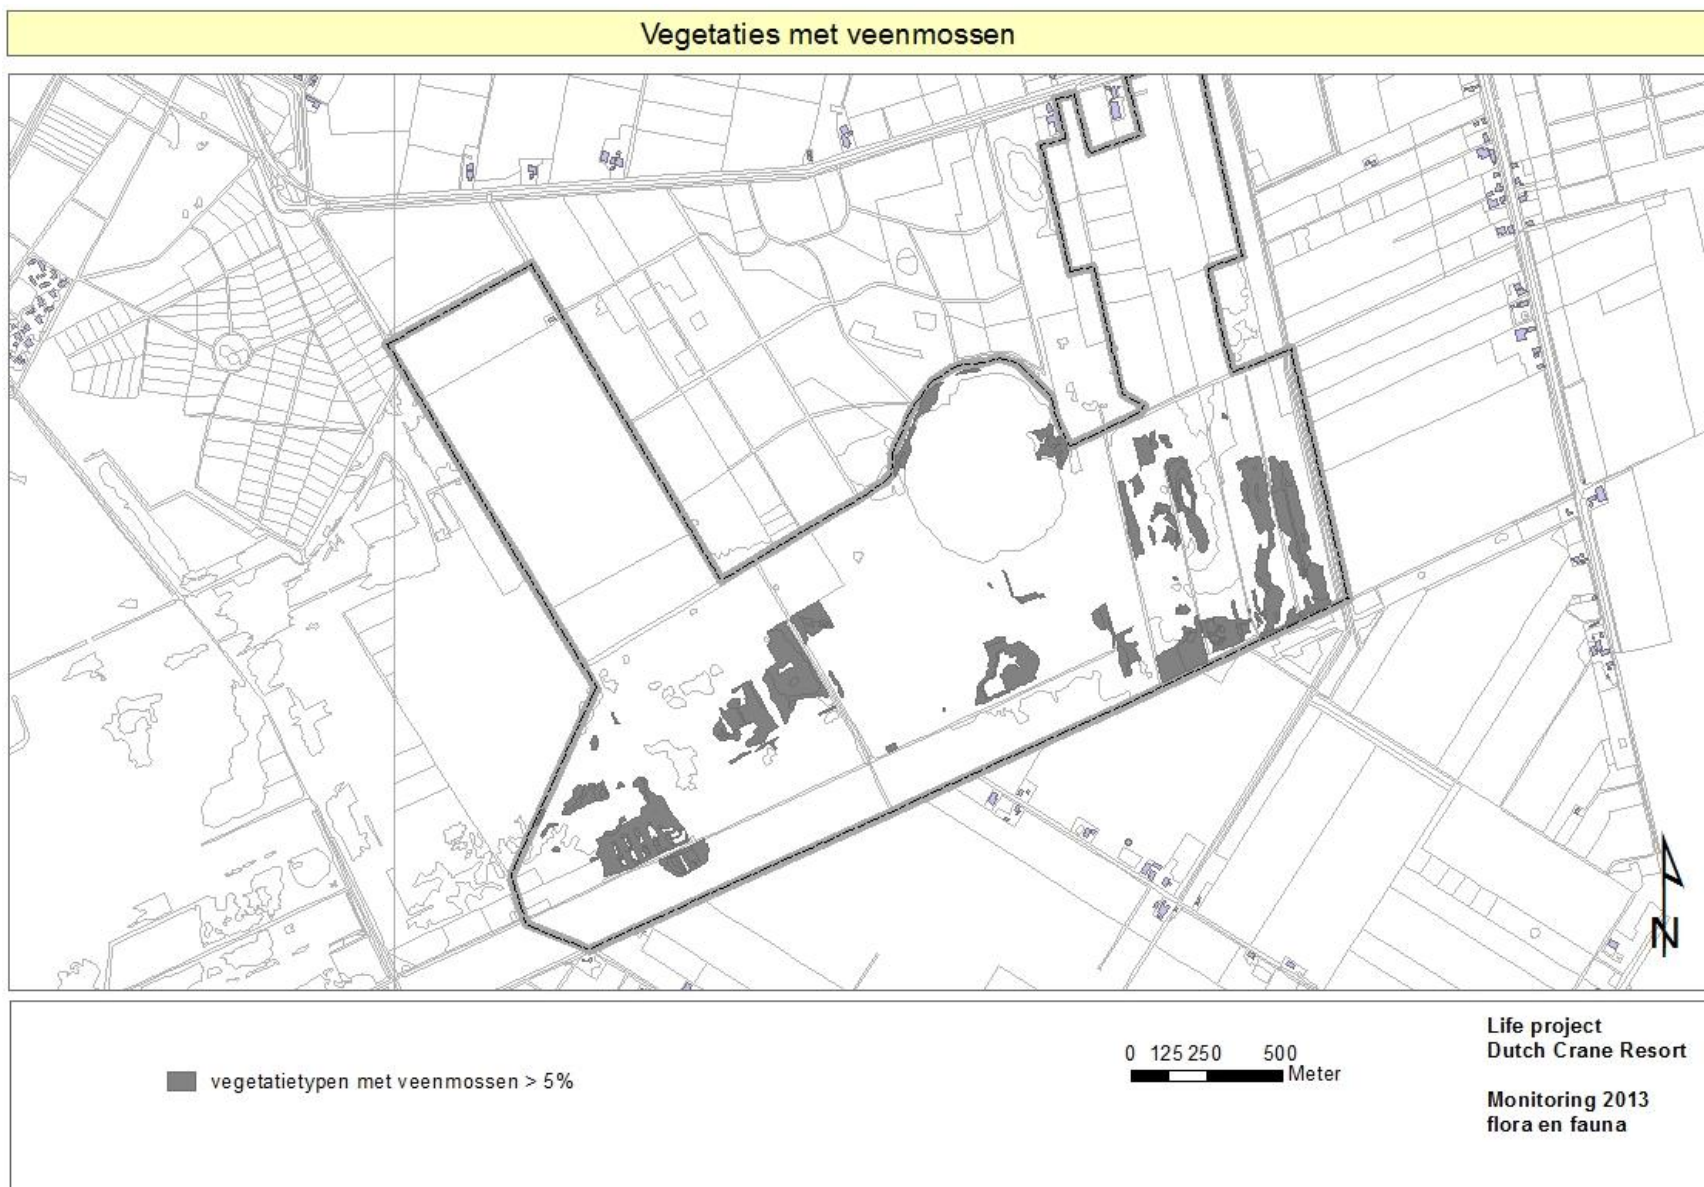 Vegetaties met veenmossen
N
vegetatietypen met veenmossen > 5%
0 125 250 500
Meter
Life project
Dutch Crane Resort
Monitoring 2013
flora en fauna